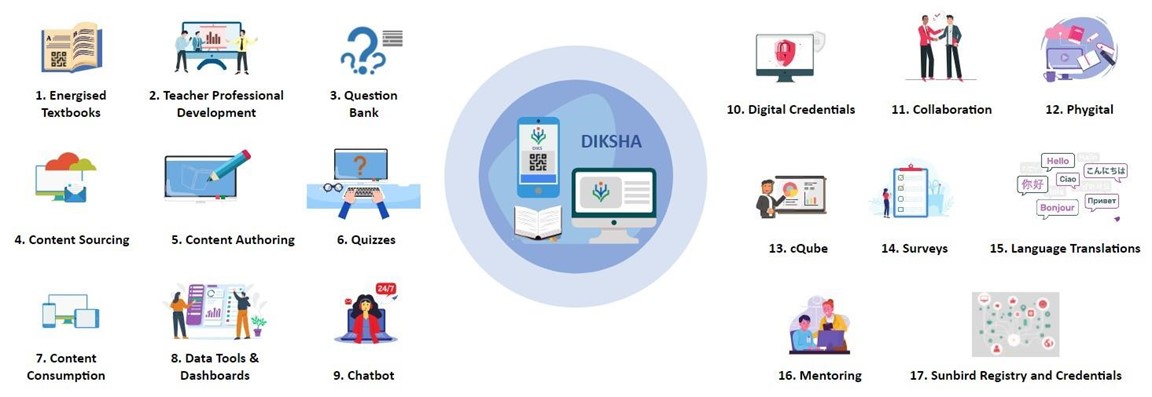 1. Energised
Textbooks
2. Teacher Professional
Development
3. Question
Bank
4. Content Sourcing
5. Content Authoring
6. Quizzes
7. Content
Consumption
8. Data Tools &
Dashboards
24/7
9. Chatbot
DIKSHA
10. Digital Credentials
11. Collaboration
12. Phygital
13. cQube
14. Surveys
Hello
Ciao
こんにちは
你好
Привет
Bonjour
15. Language Translations
16. Mentoring
17. Sunbird Registry and Credentials